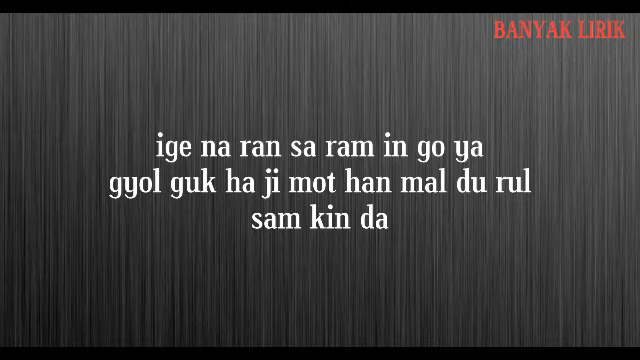 BANYAK LIRIK
ige na ran sa ram in go ya
gyol guk ha ji mot han mal du rul
sam kin da